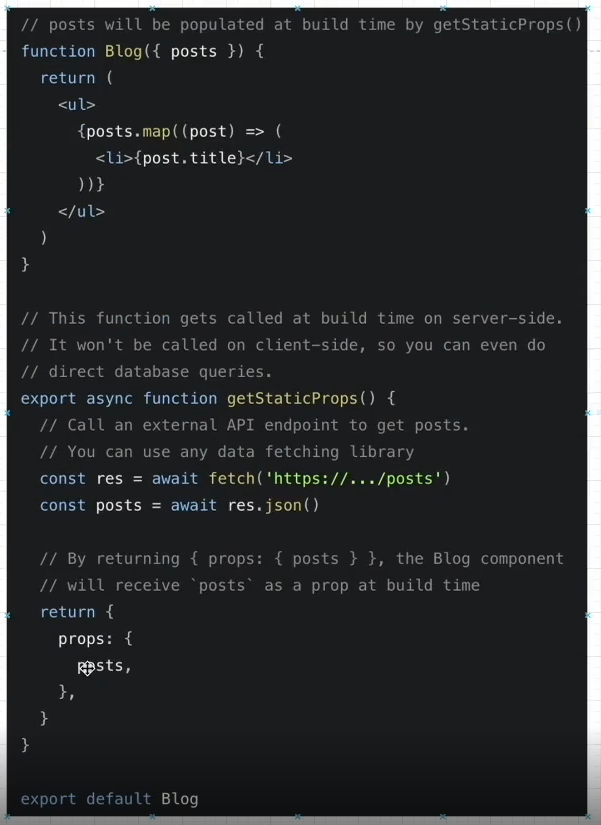 // posts will be populated at build time by getStaticProps()
function Blog({ posts }) {
  return (
    <ul>
      {posts.map((post) => (
        <li>{post.title}</li>
      ))}
    </ul>
  )
}

// This function gets called at build time on server-side.
// It won't be called on client-side, so you can even do
// direct database queries.
export async function getStaticProps() {
  // Call an external API endpoint to get posts.
  // You can use any data fetching library
  const res = await fetch('https://.../posts')
  const posts = await res.json()

  // By returning { props: { posts } }, the Blog component
  // will receive `posts` as a prop at build time
  return {
    props: {
      posts,
    },
  }
}

export default Blog